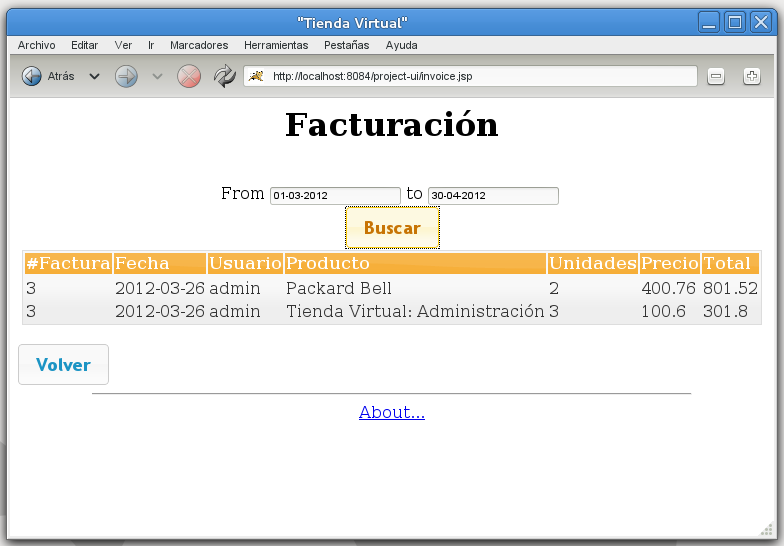 "Tienda Virtual"
Archivo Editar Ver Ir Marcadores Herramientas Pestañas Ayuda
Atrás http://localhost:8084/project-ui/invoice.jsp
Facturación
From 01-03-2012 to 30-04-2012
Buscar
#Factura Fecha Usuario Producto Unidades Precio Total
3 2012-03-26 admin Packard Bell 2 400.76 801.52
3 2012-03-26 admin Tienda Virtual: Administración 3 100.6 301.8
Volver
About...